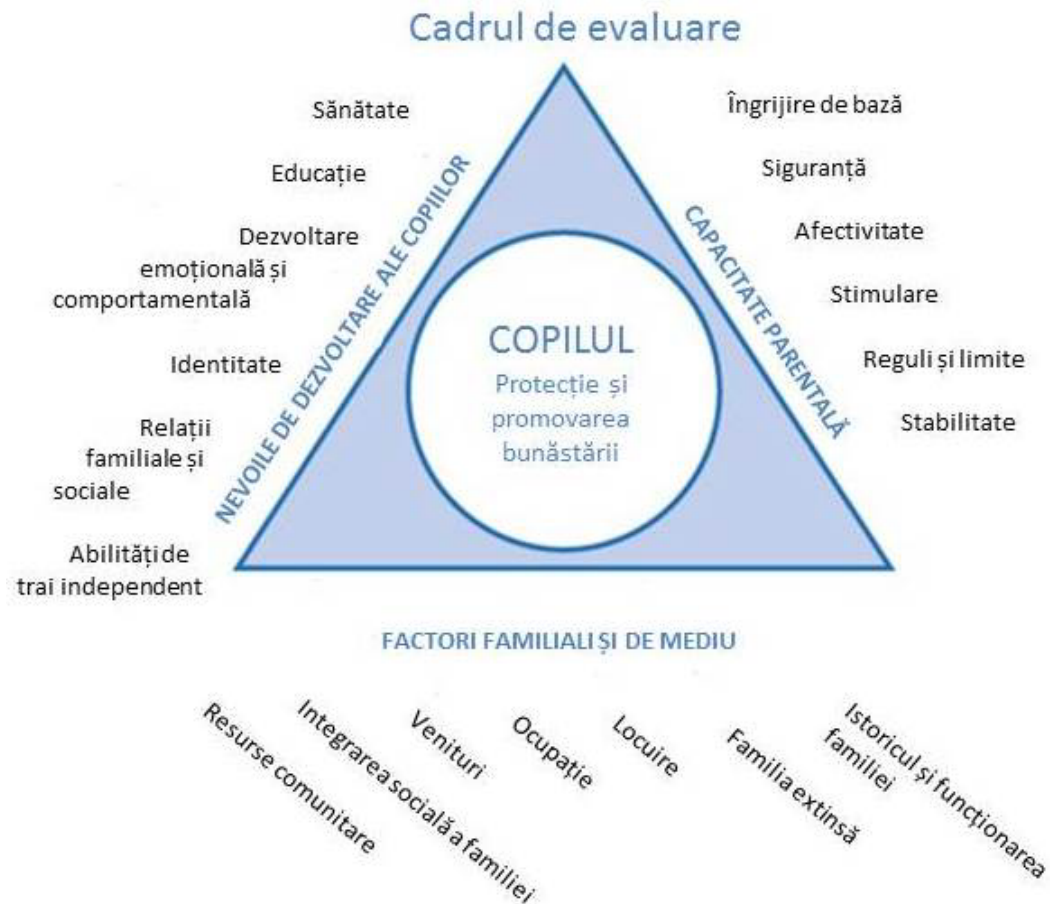 Cadrul de evaluare
Sănătate
Educație
Dezvoltare
emoțională și
comportamentală
Identitate
Relații
familiale și
sociale
Abilități de
trai independent
NEVOILE DE DEZVOLTARE ALE COPIILOR
COPILUL
Protecție și
promovarea
bunăstării
CAPACITATE PARENTALĂ
Îngrijire de bază
Siguranță
Afectivitate
Stimulare
Reguli și limite
Stabilitate
FACTORI FAMILIALI ȘI DE MEDIU
Resurse comunitare
Integrarea socială a familiei
Venituri
Ocupație
Locuire
Familia extinsă
Istoricul și funcționarea
familiei